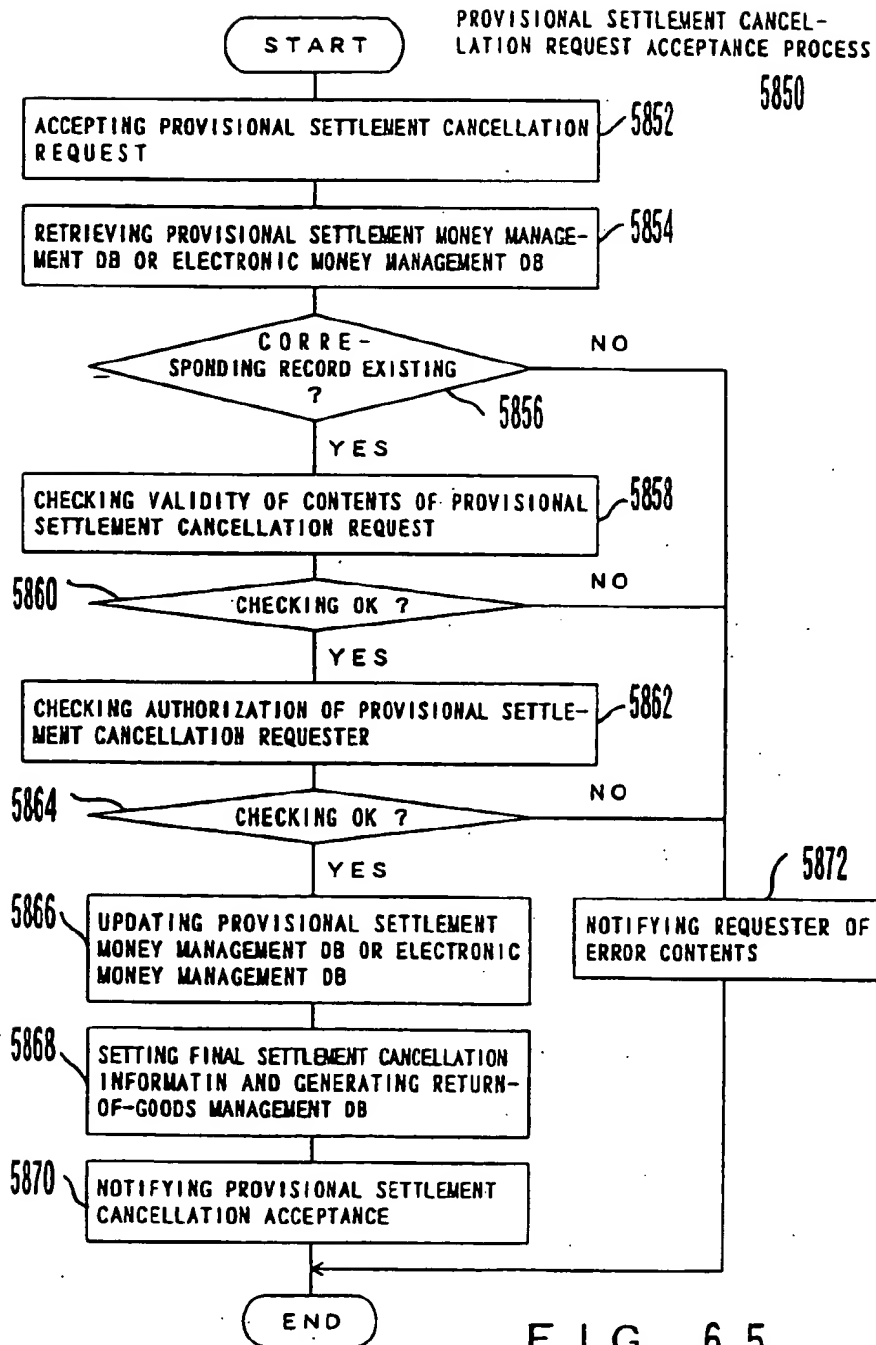 PROVISIONAL SETTLEMENT CANCEL-
LATION REQUEST ACCEPTANCE PROCESS
5850
START
5852
ACCEPTING PROVISIONAL SETTLEMENT CANCELLATION
REQUEST
5854
RETRIEVING PROVISIONAL SETTLEMENT MONEY MANAGE-
MENT DB OR ELECTRONIC MONEY MANAGEMENT DB
CORRE-
SPONDING RECORD EXISTING
?
NO
5856
YES
CHECKING VALIDITY OF CONTENTS OF PROVISIONAL
SETTLEMENT CANCELLATION REQUEST
5858
5860
CHECKING OK ?
NO
YES
CHECKING AUTHORIZATION OF PROVISIONAL SETTLE-
MENT CANCELLATION REQUESTER
5862
5864
CHECKING OK ?
NO
YES
5866
UPDATING PROVISIONAL SETTLEMENT
MONEY MANAGEMENT DB OR ELECTRONIC
MONEY MANAGEMENT DB
5872
NOTIFYING REQUESTER OF
ERROR CONTENTS
5868
SETTING FINAL SETTLEMENT CANCELLATION
INFORMATIN AND GENERATING RETURN-
OF-GOODS MANAGEMENT DB
5870
NOTIFYING PROVISIONAL SETTLEMENT
CANCELLATION ACCEPTANCE
END
FIG. 65